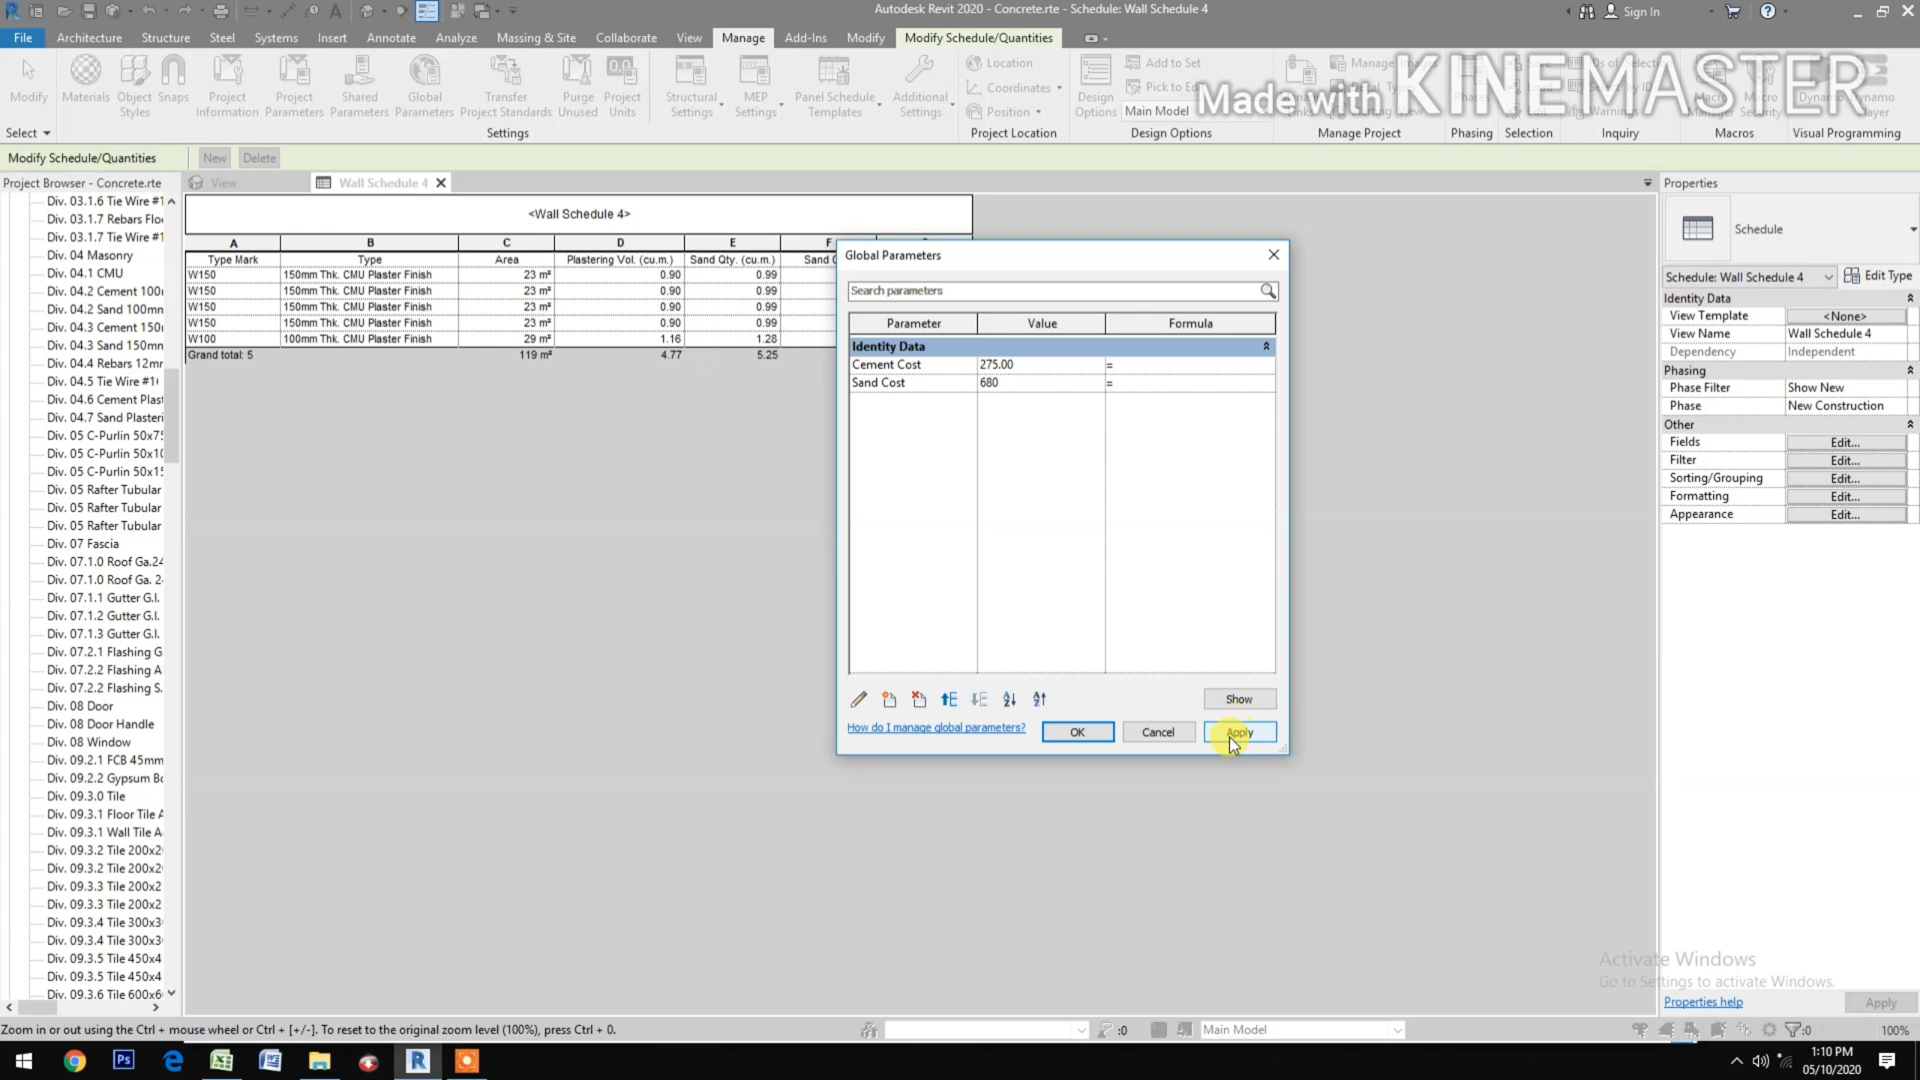 Autodesk Revit 2020 - Concrete.rte - Schedule: Wall Schedule 4
Sign In
File Architecture Structure Steel Systems Insert Annotate Analyze Massing & Site Collaborate View Manage Add-Ins Modify Modify Schedule/Quantities
Modify
Materials
Object Styles
Snaps
Project Information
Project Parameters
Shared Parameters
Global Parameters
Transfer Project Standards
Purge Unused
Project Units
Structural Settings
MEP Settings
Panel Schedule Templates
Additional Settings
Location
Coordinates
Position
Design Options
Add to Set
Pick to Edit
Main Model
Made with KINEMASTER
Select
Settings
Project Location
Design Options
Manage Project
Phasing
Selection
Inquiry
Macros
Visual Programming
Modify Schedule/Quantities New Delete
Project Browser - Concrete.rte
View
Wall Schedule 4
Div. 03.1.6 Tie Wire #1
Div. 03.1.7 Rebars Flo
Div. 03.1.7 Tie Wire #1
Div. 04 Masonry
Div. 04.1 CMU
Div. 04.2 Cement 100
Div. 04.2 Sand 100mm
Div. 04.3 Cement 150
Div. 04.3 Sand 150mm
Div. 04.4 Rebars 12mr
Div. 04.5 Tie Wire #1
Div. 04.6 Cement Plas
Div. 04.7 Sand Plasteri
Div. 05 C-Purlin 50x7
Div. 05 C-Purlin 50x10
Div. 05 C-Purlin 50x15
Div. 05 Rafter Tubular
Div. 05 Rafter Tubular
Div. 05 Rafter Tubular
Div. 07 Fascia
Div. 07.1.0 Roof Ga.24
Div. 07.1.0 Roof Ga. 2
Div. 07.1.1 Gutter G.I.
Div. 07.1.2 Gutter G.I.
Div. 07.1.3 Gutter G.I.
Div. 07.2.1 Flashing G
Div. 07.2.2 Flashing A
Div. 07.2.2 Flashing S.
Div. 08 Door
Div. 08 Door Handle
Div. 08 Window
Div. 09.2.1 FCB 45mm
Div. 09.2.2 Gypsum Bo
Div. 09.3.0 Tile
Div. 09.3.1 Floor Tile A
Div. 09.3.1 Wall Tile A
Div. 09.3.2 Tile 200x2
Div. 09.3.2 Tile 200x2
Div. 09.3.3 Tile 200x2
Div. 09.3.3 Tile 200x2
Div. 09.3.4 Tile 300x3
Div. 09.3.4 Tile 300x3
Div. 09.3.5 Tile 450x4
Div. 09.3.5 Tile 450x4
Div. 09.3.6 Tile 600x6
<Wall Schedule 4>
A B C D E F
Type Mark Type Area Plastering Vol. (cu.m.) Sand Qty. (cu.m.) Sand
W150 150mm Thk. CMU Plaster Finish 23 m² 0.90 0.99
W150 150mm Thk. CMU Plaster Finish 23 m² 0.90 0.99
W150 150mm Thk. CMU Plaster Finish 23 m² 0.90 0.99
W150 150mm Thk. CMU Plaster Finish 23 m² 0.90 0.99
W100 100mm Thk. CMU Plaster Finish 29 m² 1.16 1.28
Grand total: 5 119 m² 4.77 5.25
Global Parameters
Search parameters
Parameter Value Formula
Identity Data
Cement Cost 275.00 =
Sand Cost 680 =
Show
How do I manage global parameters?
OK Cancel Apply
Properties
Schedule
Schedule: Wall Schedule 4 Edit Type
Identity Data
View Template <None>
View Name Wall Schedule 4
Dependency Independent
Phasing
Phase Filter Show New
Phase New Construction
Other
Fields Edit...
Filter Edit...
Sorting/Grouping Edit...
Formatting Edit...
Appearance Edit...
Activate Windows
Go to Settings to activate Windows.
Properties help Apply
Zoom in or out using the Ctrl + mouse wheel or Ctrl + [+/-]. To reset to the original zoom level (100%), press Ctrl + 0.
:0
Main Model
:0
100%
1:10 PM
05/10/2020